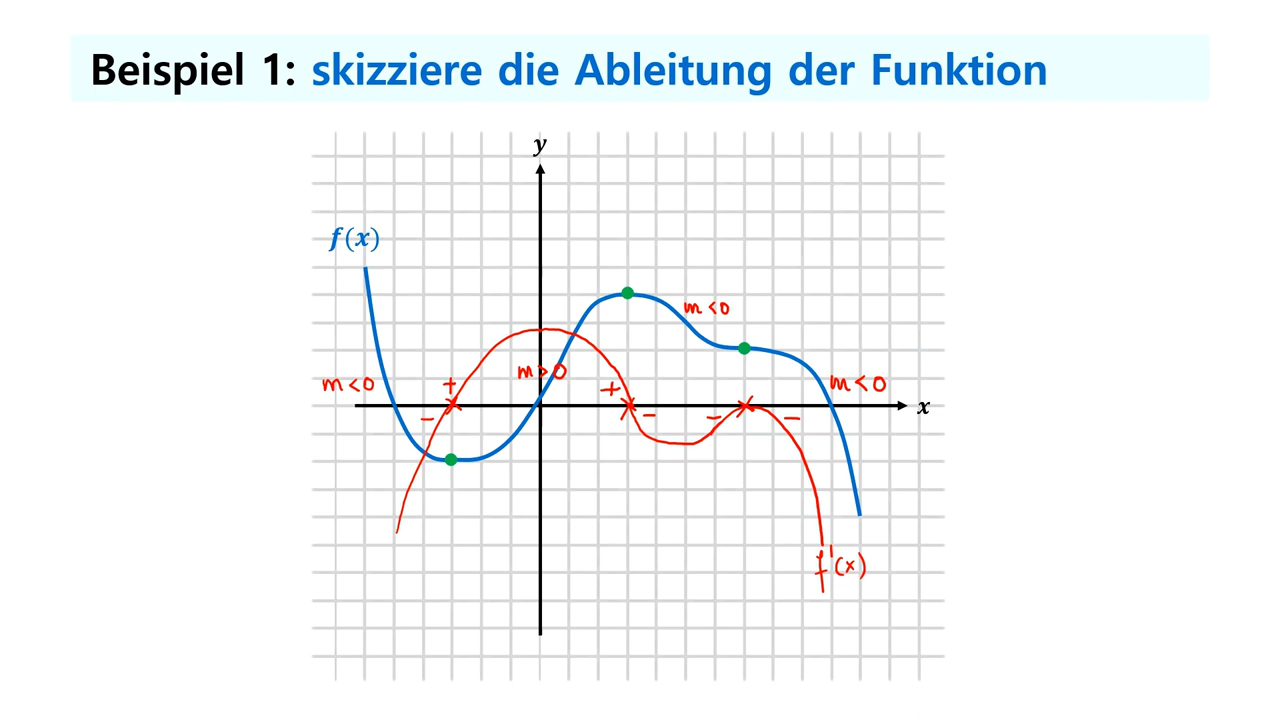 Beispiel 1: skizziere die Ableitung der Funktion
y
f(x)
m<0
m>0
m<0
+
+
m<0
x
−
−
−
−
f'(x)